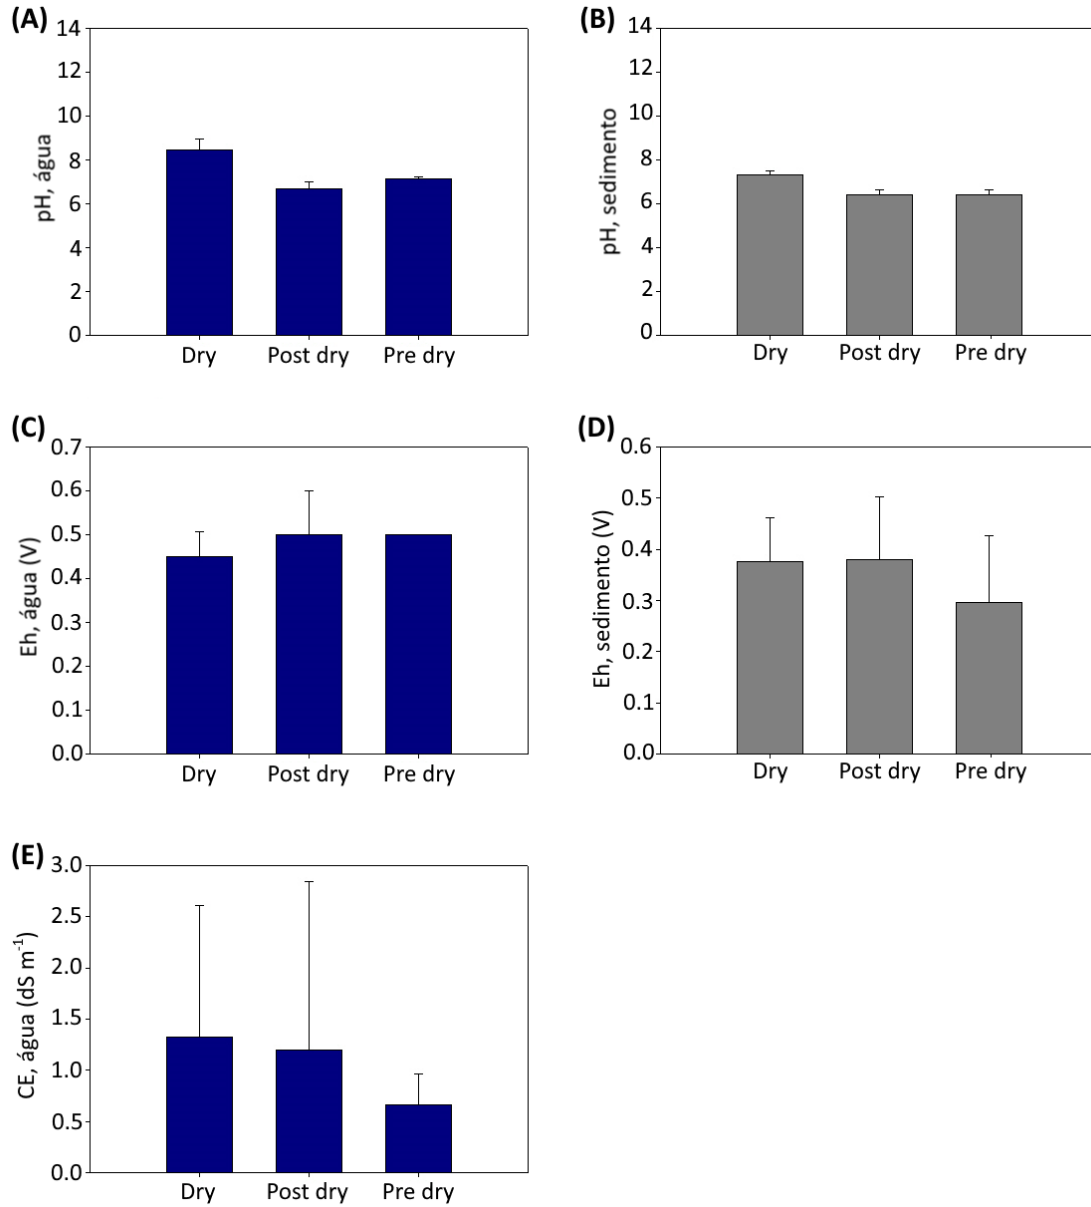 (A)
pH, água
14
12
10
8
6
4
2
0
Dry Post dry Pre dry
(B)
pH, sedimento
14
12
10
8
6
4
2
0
Dry Post dry Pre dry
(C)
Eh, água (V)
0.7
0.6
0.5
0.4
0.3
0.2
0.1
0.0
Dry Post dry Pre dry
(D)
Eh, sedimento (V)
0.6
0.5
0.4
0.3
0.2
0.1
0.0
Dry Post dry Pre dry
(E)
CE, água (dS m⁻¹)
3.0
2.5
2.0
1.5
1.0
0.5
0.0
Dry Post dry Pre dry